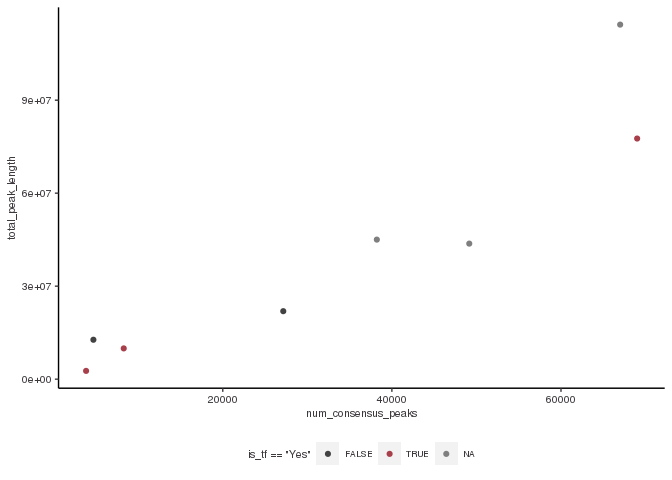 9e+07
6e+07
3e+07
0e+00
total_peak_length
20000 40000 60000
num_consensus_peaks
is_tf == "Yes" FALSE TRUE NA